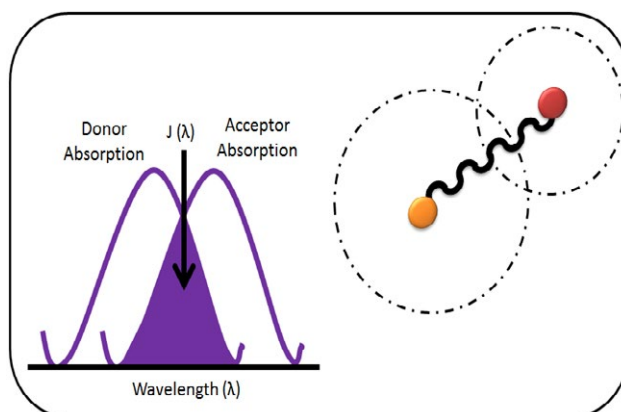 Donor
Absorption
J (λ)
Acceptor
Absorption
Wavelength (λ)